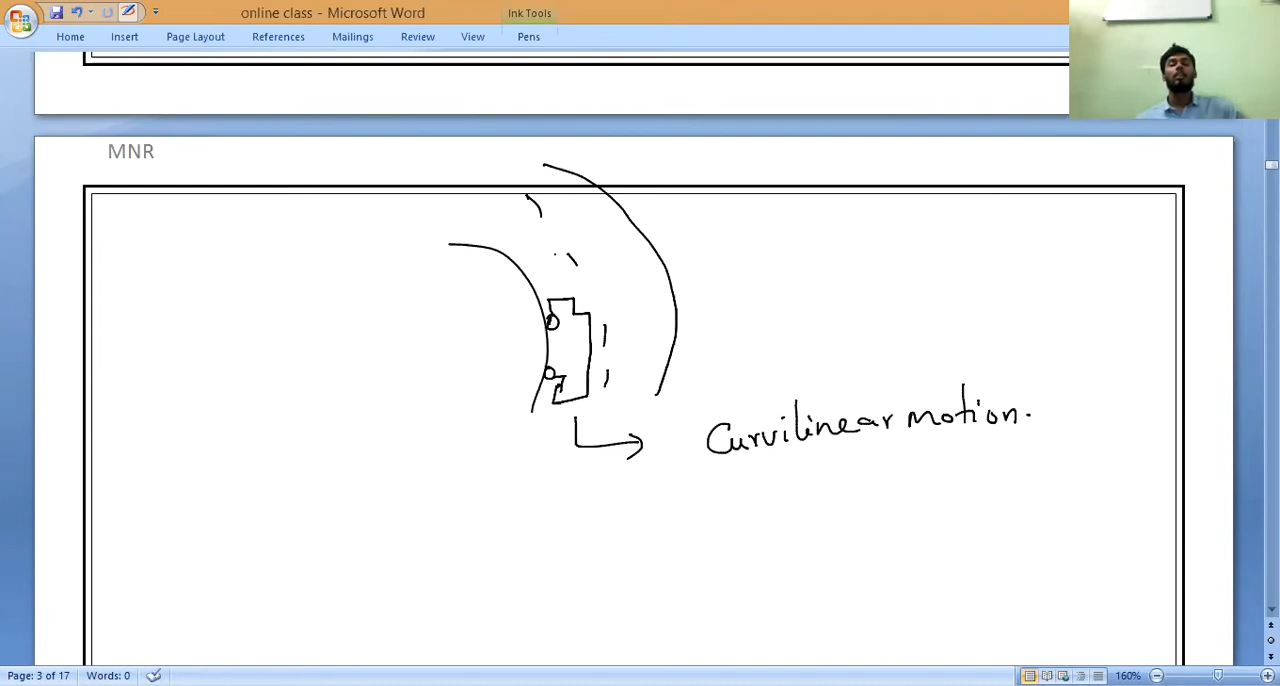 online class - Microsoft Word
Ink Tools
Home Insert Page Layout References Mailings Review View Pens
MNR
Curvilinear motion.
Page: 3 of 17 Words: 0
160%